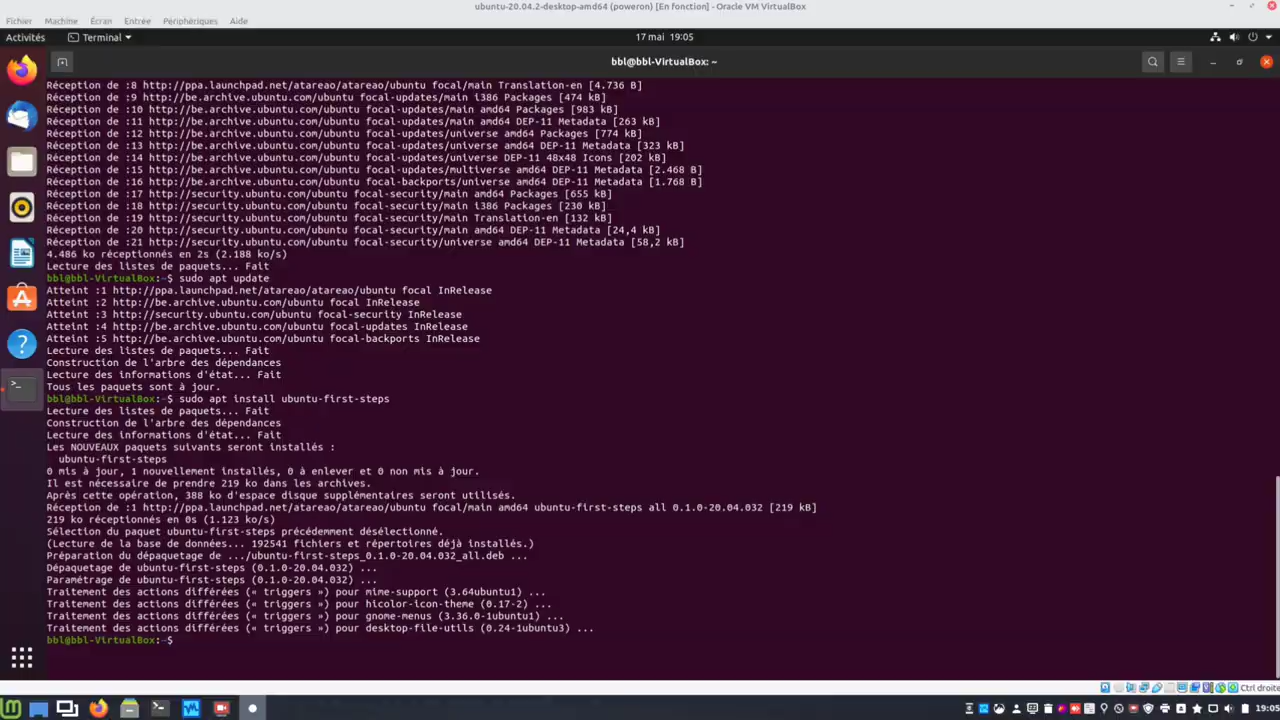 ubuntu-20.04.2-desktop-amd64 (poweron) [En fonction] - Oracle VM VirtualBox
Fichier Machine Écran Entrée Périphériques Aide
Activités Terminal 17 mai 19:05
bbl@bbl-VirtualBox: ~
Réception de :8 http://ppa.launchpad.net/atareao/atareao/ubuntu focal/main Translation-en [4.736 B]
Réception de :9 http://be.archive.ubuntu.com/ubuntu focal-updates/main i386 Packages [474 kB]
Réception de :10 http://be.archive.ubuntu.com/ubuntu focal-updates/main amd64 Packages [983 kB]
Réception de :11 http://be.archive.ubuntu.com/ubuntu focal-updates/main amd64 DEP-11 Metadata [263 kB]
Réception de :12 http://be.archive.ubuntu.com/ubuntu focal-updates/universe amd64 Packages [774 kB]
Réception de :13 http://be.archive.ubuntu.com/ubuntu focal-updates/universe amd64 DEP-11 Metadata [323 kB]
Réception de :14 http://be.archive.ubuntu.com/ubuntu focal-updates/universe DEP-11 48x48 Icons [202 kB]
Réception de :15 http://be.archive.ubuntu.com/ubuntu focal-updates/multiverse amd64 DEP-11 Metadata [2.468 B]
Réception de :16 http://be.archive.ubuntu.com/ubuntu focal-backports/universe amd64 DEP-11 Metadata [1.768 B]
Réception de :17 http://security.ubuntu.com/ubuntu focal-security/main amd64 Packages [655 kB]
Réception de :18 http://security.ubuntu.com/ubuntu focal-security/main i386 Packages [230 kB]
Réception de :19 http://security.ubuntu.com/ubuntu focal-security/main Translation-en [132 kB]
Réception de :20 http://security.ubuntu.com/ubuntu focal-security/main amd64 DEP-11 Metadata [24,4 kB]
Réception de :21 http://security.ubuntu.com/ubuntu focal-security/universe amd64 DEP-11 Metadata [58,2 kB]
4.486 ko réceptionnés en 2s (2.188 ko/s)
Lecture des listes de paquets... Fait
bbl@bbl-VirtualBox:~$ sudo apt update
Atteint :1 http://ppa.launchpad.net/atareao/atareao/ubuntu focal InRelease
Atteint :2 http://be.archive.ubuntu.com/ubuntu focal InRelease
Atteint :3 http://security.ubuntu.com/ubuntu focal-security InRelease
Atteint :4 http://be.archive.ubuntu.com/ubuntu focal-updates InRelease
Atteint :5 http://be.archive.ubuntu.com/ubuntu focal-backports InRelease
Lecture des listes de paquets... Fait
Construction de l'arbre des dépendances
Lecture des informations d'état... Fait
Tous les paquets sont à jour.
bbl@bbl-VirtualBox:~$ sudo apt install ubuntu-first-steps
Lecture des listes de paquets... Fait
Construction de l'arbre des dépendances
Lecture des informations d'état... Fait
Les NOUVEAUX paquets suivants seront installés :
ubuntu-first-steps
0 mis à jour, 1 nouvellement installés, 0 à enlever et 0 non mis à jour.
Il est nécessaire de prendre 219 ko dans les archives.
Après cette opération, 388 ko d'espace disque supplémentaires seront utilisés.
Réception de :1 http://ppa.launchpad.net/atareao/atareao/ubuntu focal/main amd64 ubuntu-first-steps all 0.1.0-20.04.032 [219 kB]
219 ko réceptionnés en 0s (1.123 ko/s)
Sélection du paquet ubuntu-first-steps précédemment désélectionné.
(Lecture de la base de données... 192541 fichiers et répertoires déjà installés.)
Préparation du dépaquetage de .../ubuntu-first-steps_0.1.0-20.04.032_all.deb ...
Dépaquetage de ubuntu-first-steps (0.1.0-20.04.032) ...
Paramétrage de ubuntu-first-steps (0.1.0-20.04.032) ...
Traitement des actions différées (« triggers ») pour mime-support (3.64ubuntu1) ...
Traitement des actions différées (« triggers ») pour hicolor-icon-theme (0.17-2) ...
Traitement des actions différées (« triggers ») pour gnome-menus (3.36.0-1ubuntu1) ...
Traitement des actions différées (« triggers ») pour desktop-file-utils (0.24-1ubuntu3) ...
bbl@bbl-VirtualBox:~$
Ctrl droite
19:05